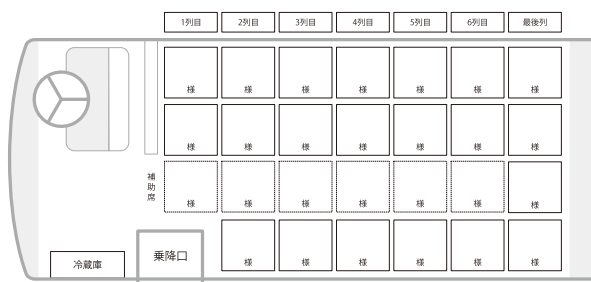 1列目 2列目 3列目 4列目 5列目 6列目 最後列
様 様 様 様 様 様 様
様 様 様 様 様 様 様
補助席
様 様 様 様 様 様 様
様 様 様 様 様 様
冷蔵庫
乗降口